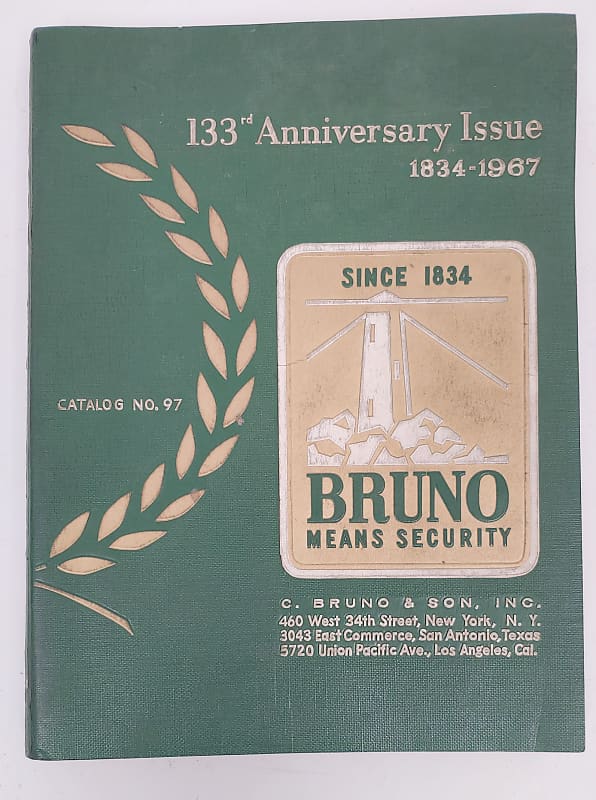 133rd Anniversary Issue
1834-1967
SINCE 1834
CATALOG NO. 97
BRUNO
MEANS SECURITY
C. BRUNO & SON, INC.
460 West 34th Street, New York, N. Y.
3043 East Commerce, San Antonio, Texas
5720 Union Pacific Ave., Los Angeles, Cal.